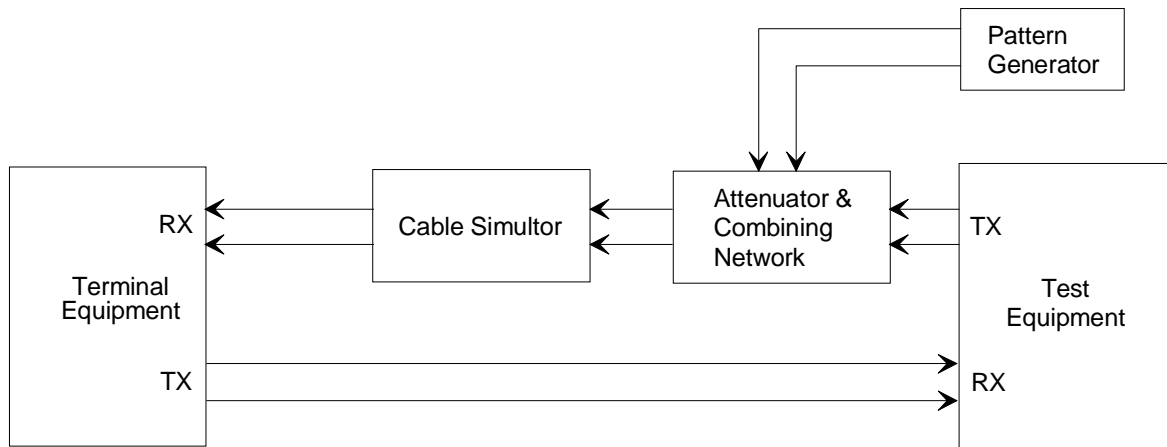 Pattern
Generator
RX
Terminal
Equipment
TX
Cable Simultor
Attenuator &
Combining
Network
TX
Test
Equipment
RX